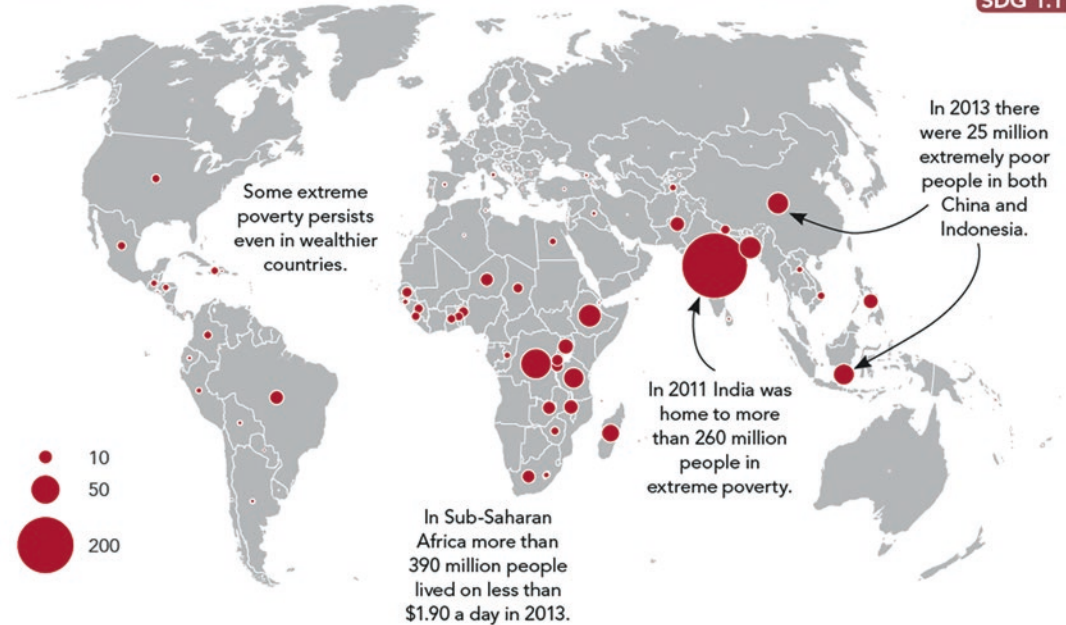 SDG 1.1
In 2013 there
were 25 million
extremely poor
people in both
China and
Indonesia.
Some extreme
poverty persists
even in wealthier
countries.
In 2011 India was
home to more
than 260 million
people in
extreme poverty.
10
50
200
In Sub-Saharan
Africa more than
390 million people
lived on less than
$1.90 a day in 2013.